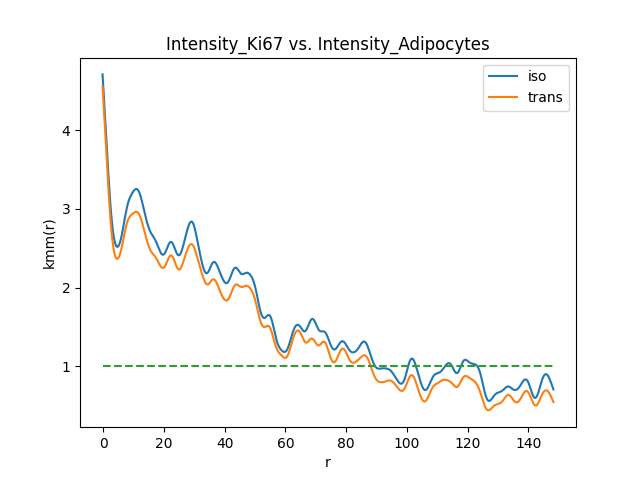 Intensity_Ki67 vs. Intensity_Adipocytes
iso
trans
kmm(r)
4
3
2
1
0 20 40 60 80 100 120 140
r